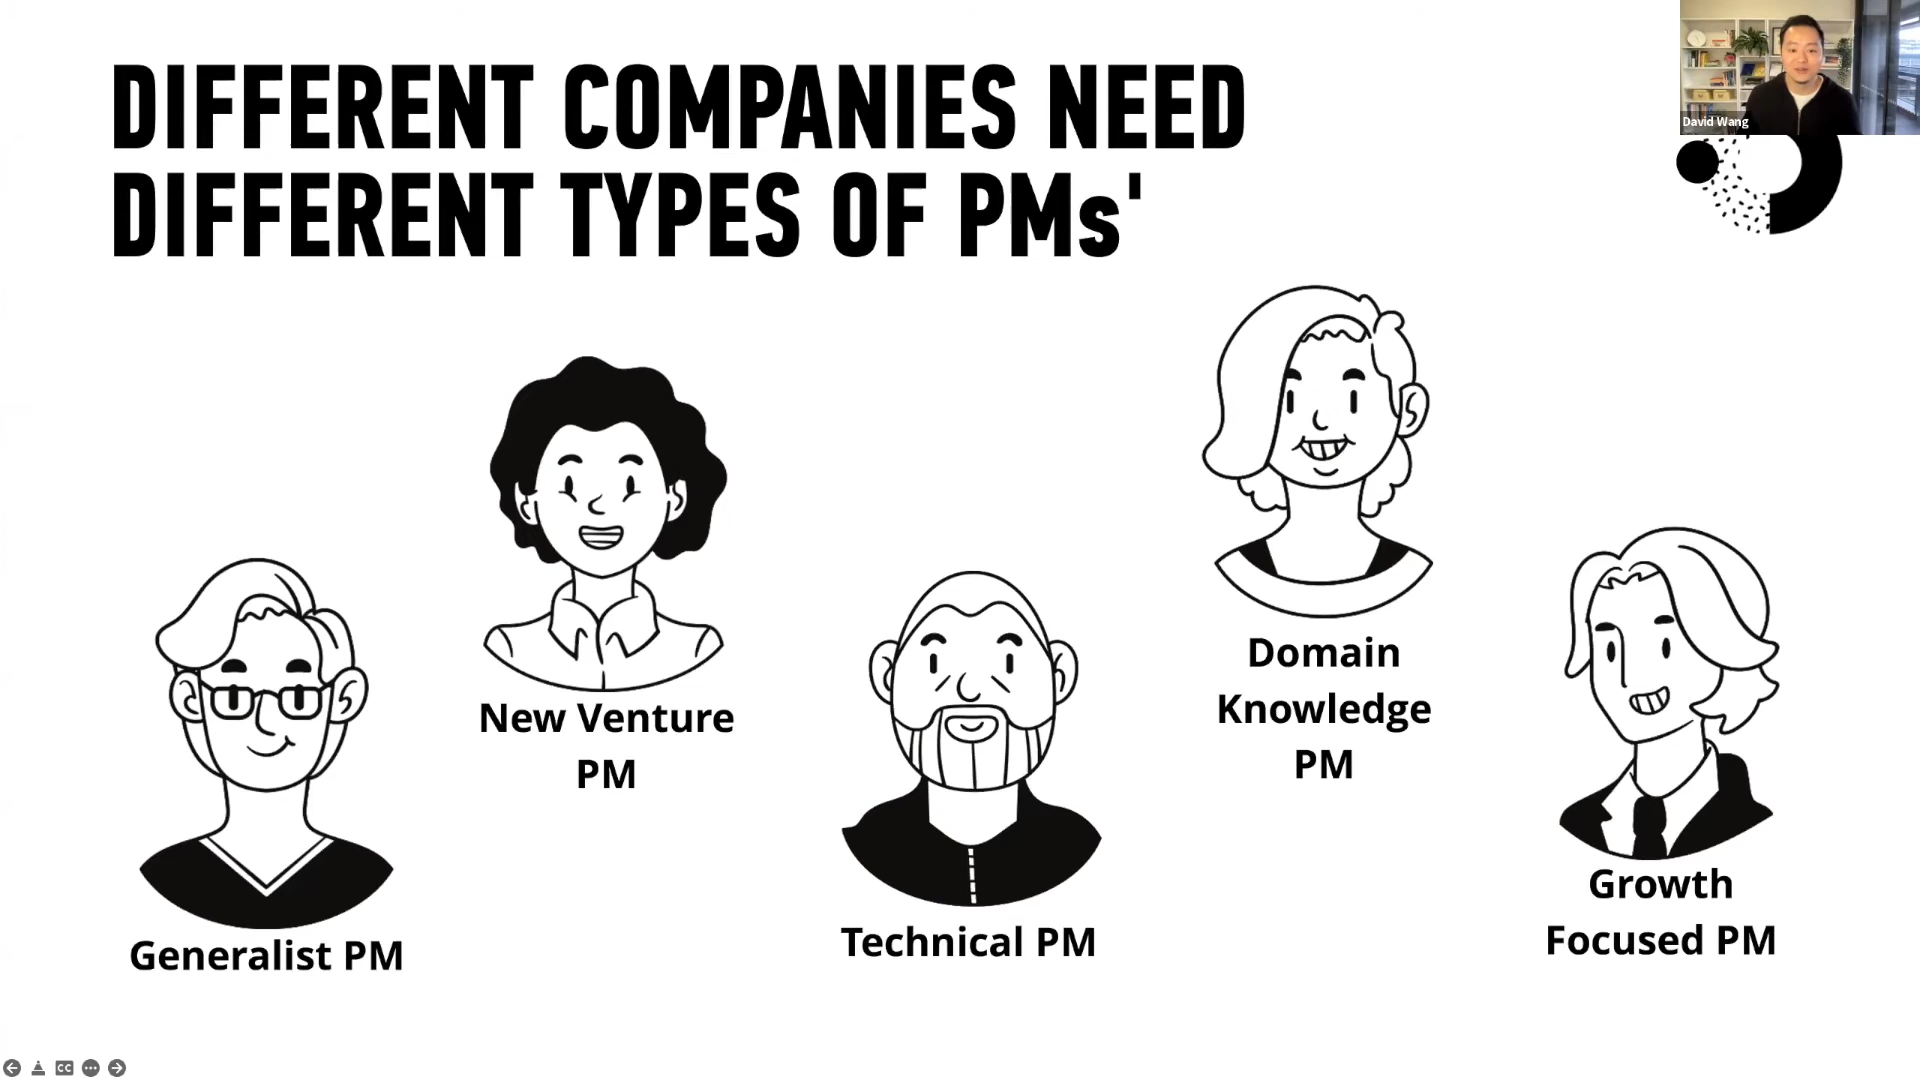 DIFFERENT COMPANIES NEED
DIFFERENT TYPES OF PMs'
David Wang
Generalist PM
New Venture
PM
Technical PM
Domain
Knowledge
PM
Growth
Focused PM
CC